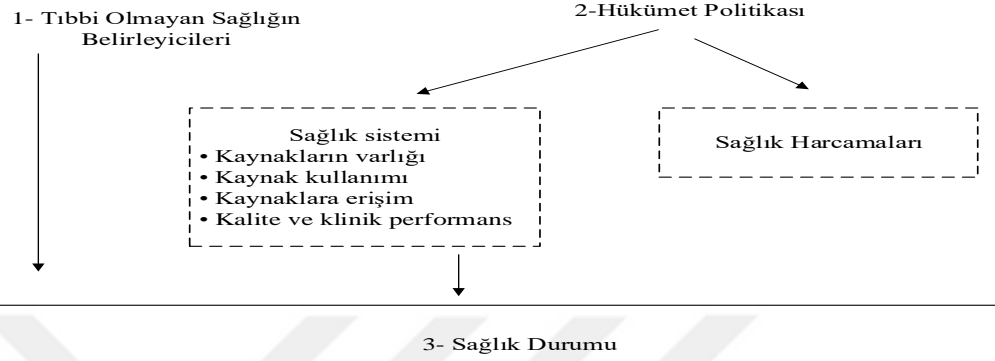 1- Tıbbi Olmayan Sağlığın
Belirleyicileri
2-Hükümet Politikası
Sağlık sistemi
• Kaynakların varlığı
• Kaynak kullanımı
• Kaynaklara erişim
• Kalite ve klinik performans
Sağlık Harcamaları
3- Sağlık Durumu